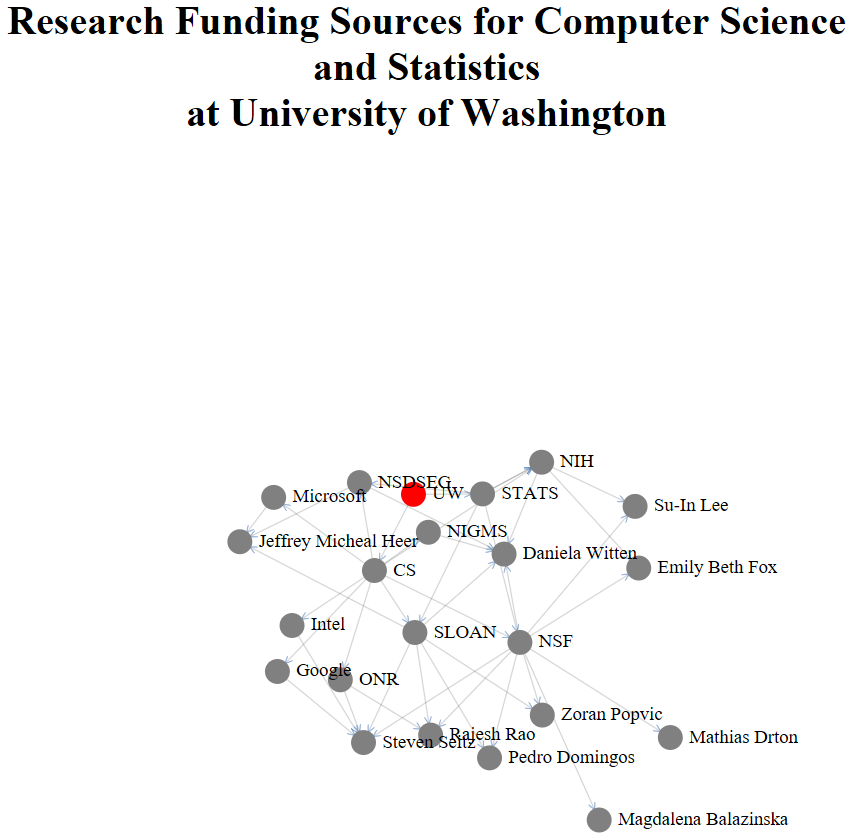 Research Funding Sources for Computer Science
and Statistics
at University of Washington
NIH
NSDSEG
UW
STATS
Microsoft
Su-In Lee
NIGMS
Jeffrey Micheal Heer
Daniela Witten
CS
Emily Beth Fox
Intel
SLOAN
NSF
Google
ONR
Zoran Popvic
Rajesh Rao
Mathias Drton
Steven Seitz
Pedro Domingos
Magdalena Balazinska